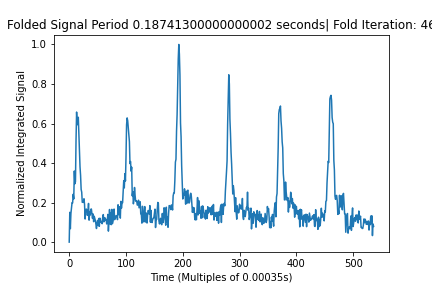 Folded Signal Period 0.18741300000000002 seconds| Fold Iteration: 46
Normalized Integrated Signal
1.0
0.8
0.6
0.4
0.2
0.0
0 100 200 300 400 500
Time (Multiples of 0.00035s)